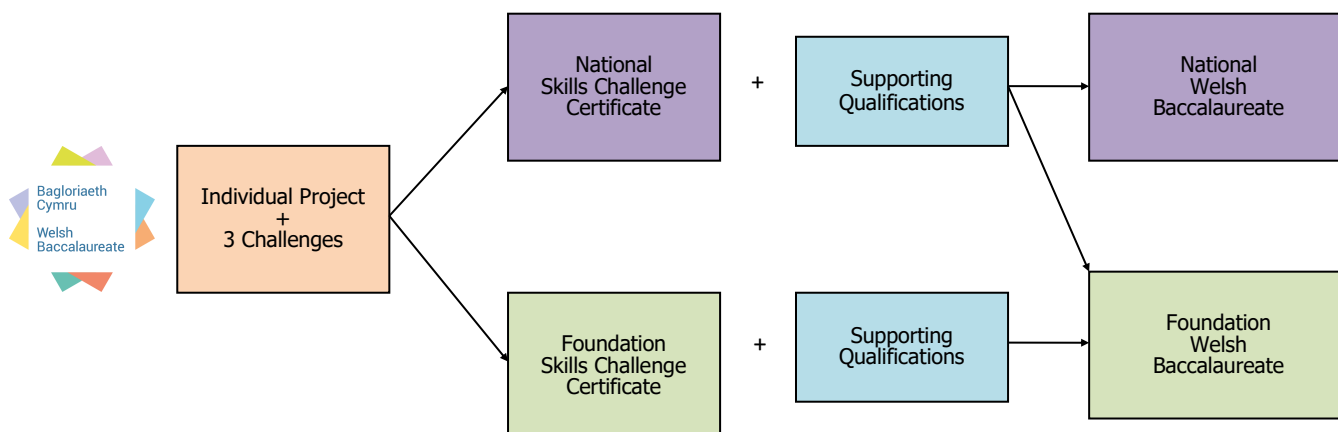 Bagloriaeth
Cymru
Welsh
Baccalaureate
Individual Project
+
3 Challenges
National
Skills Challenge
Certificate
+
Supporting
Qualifications
National
Welsh
Baccalaureate
Foundation
Skills Challenge
Certificate
+
Supporting
Qualifications
Foundation
Welsh
Baccalaureate